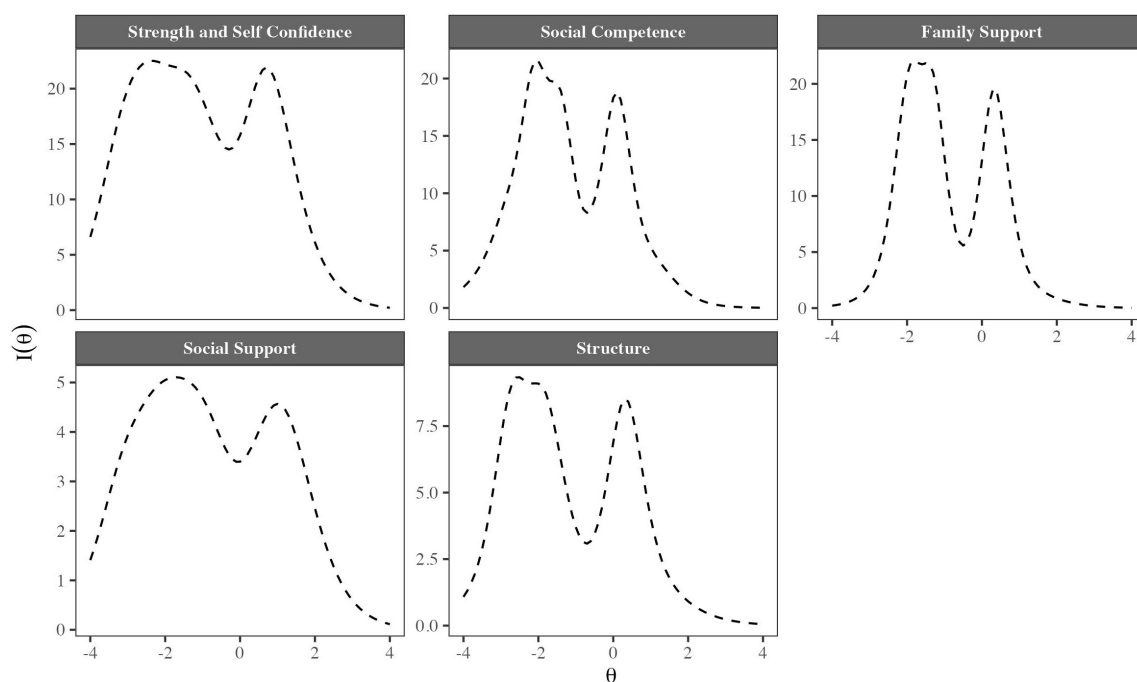 Strength and Self Confidence
Social Competence
Family Support
20
15
10
5
0
20
15
10
5
0
20
15
10
5
0
-4 -2 0 2 4
I(θ)
Social Support
Structure
5
4
3
2
1
0
7.5
5.0
2.5
0.0
-4 -2 0 2 4
-4 -2 0 2 4
θ